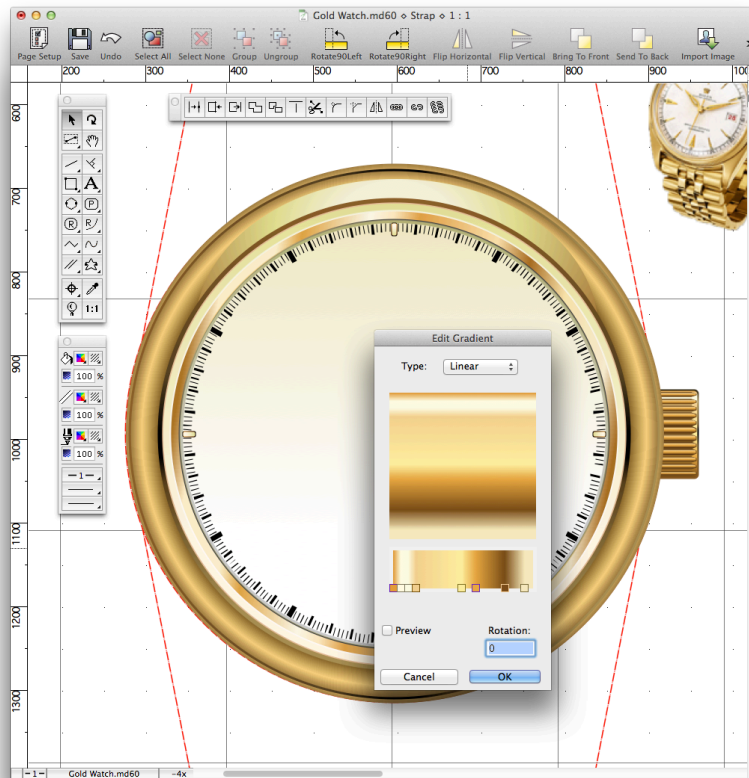 Gold Watch.md60 ⋄ Strap ⋄ 1 : 1
Page Setup Save Undo Select All Select None Group Ungroup Rotate90Left Rotate90Right Flip Horizontal Flip Vertical Bring To Front Send To Back Import Image
200 300 400 500 600 700 800 900 100
600
700
800
900
1000
1100
1200
1300
A
P
R R
1:1
100 %
100 %
100 %
1
Edit Gradient
Type: Linear
Preview Rotation:
0
Cancel OK
-1- Gold Watch.md60 -4x